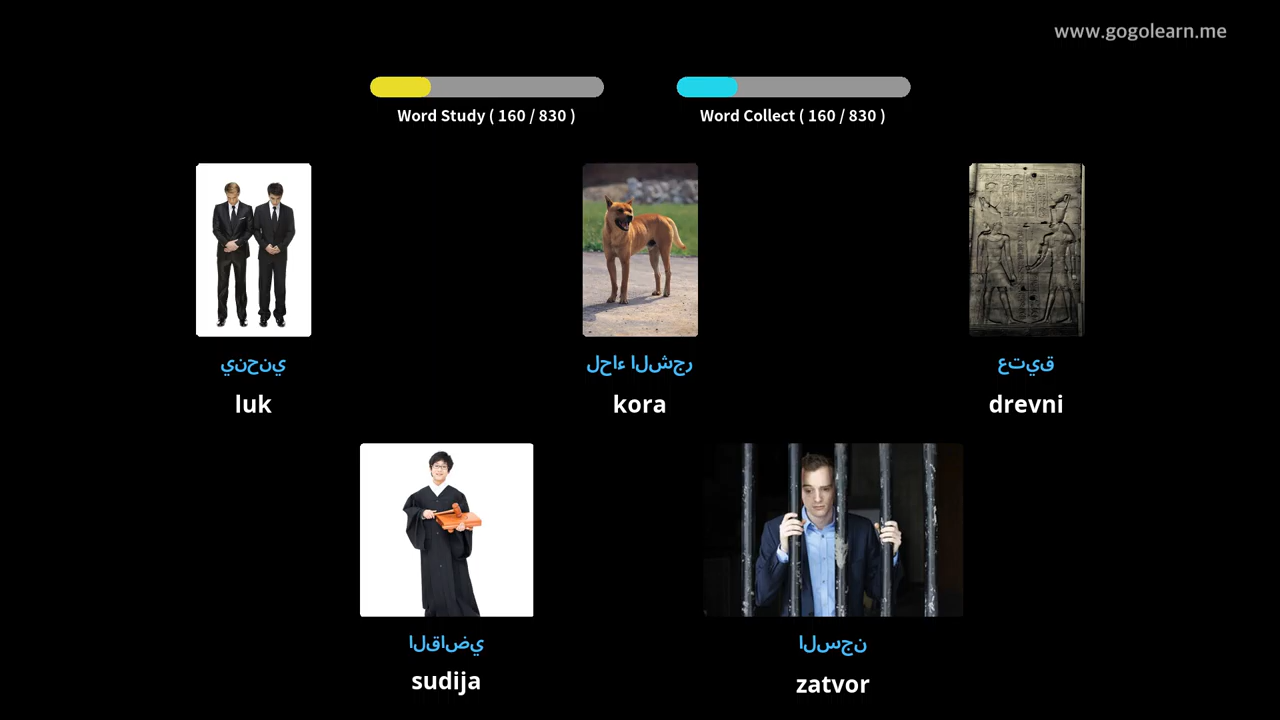 www.gogolearn.me
Word Study ( 160 / 830 )
Word Collect ( 160 / 830 )
ينحني
لحاء الشجر
عتيق
luk
kora
drevni
القاضي
السجن
sudija
zatvor